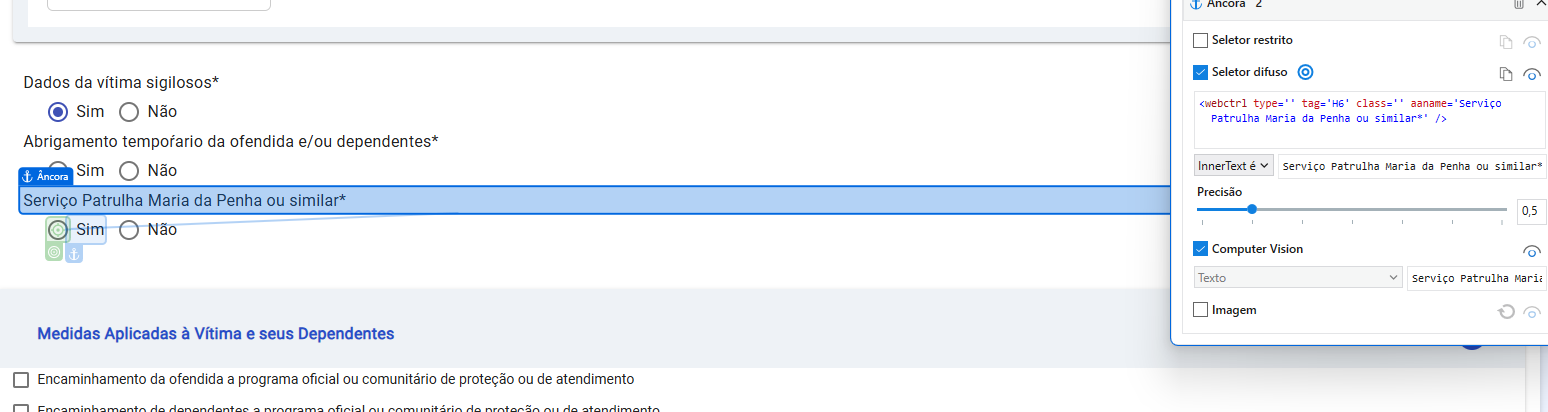 Âncora 2
Seletor restrito
Dados da vítima sigilosos*
Seletor difuso
Sim Não
<webctrl type='' tag='H6' class='' aaname='Serviço
Patrulha Maria da Penha ou similar*' />
Abrigamento tempoŕario da ofendida e/ou dependentes*
Sim Não
InnerText é Serviço Patrulha Maria da Penha ou similar*
Âncora
Precisão
Serviço Patrulha Maria da Penha ou similar*
0,5
Sim Não
Computer Vision
Texto Serviço Patrulha Maria
Imagem
Medidas Aplicadas à Vítima e seus Dependentes
Encaminhamento da ofendida a programa oficial ou comunitário de proteção ou de atendimento
Encaminhamento de dependentes a programa oficial ou comunitário de proteção ou de atendimento